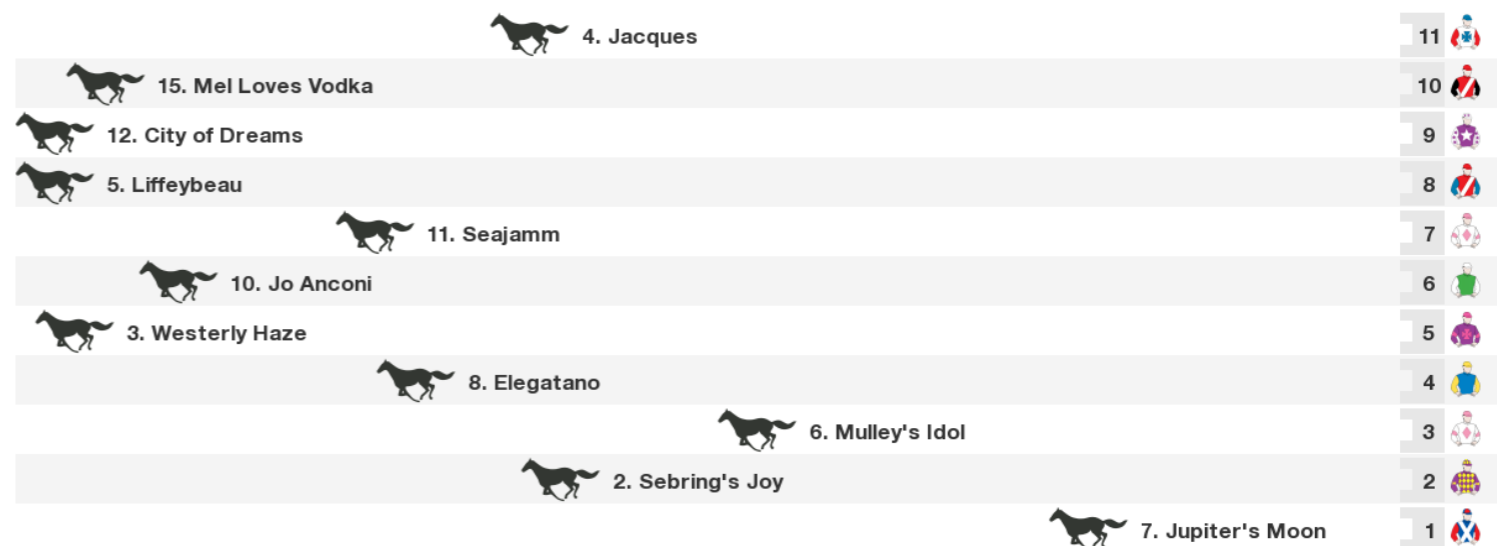 4. Jacques 11
15. Mel Loves Vodka 10
12. City of Dreams 9
5. Liffeybeau 8
11. Seajamm 7
10. Jo Anconi 6
3. Westerly Haze 5
8. Elegatano 4
6. Mulley's Idol 3
2. Sebring's Joy 2
7. Jupiter's Moon 1